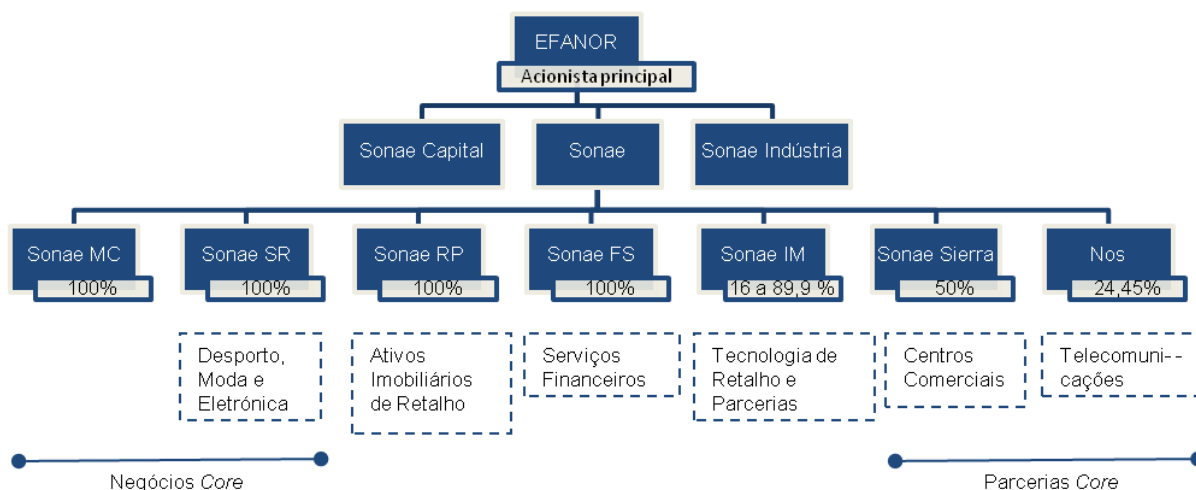 EFANOR
Acionista principal
Sonae Capital
Sonae
Sonae Indústria
Sonae MC
100%
Sonae SR
100%
Sonae RP
100%
Sonae FS
100%
Sonae IM
16 a 89,9 %
Sonae Sierra
50%
Nos
24,45%
Desporto,
Moda e
Eletrónica
Ativos
Imobiliários
de Retalho
Serviços
Financeiros
Tecnologia de
Retalho e
Parcerias
Centros
Comerciais
Telecomuni--
cações
Negócios Core
Parcerias Core